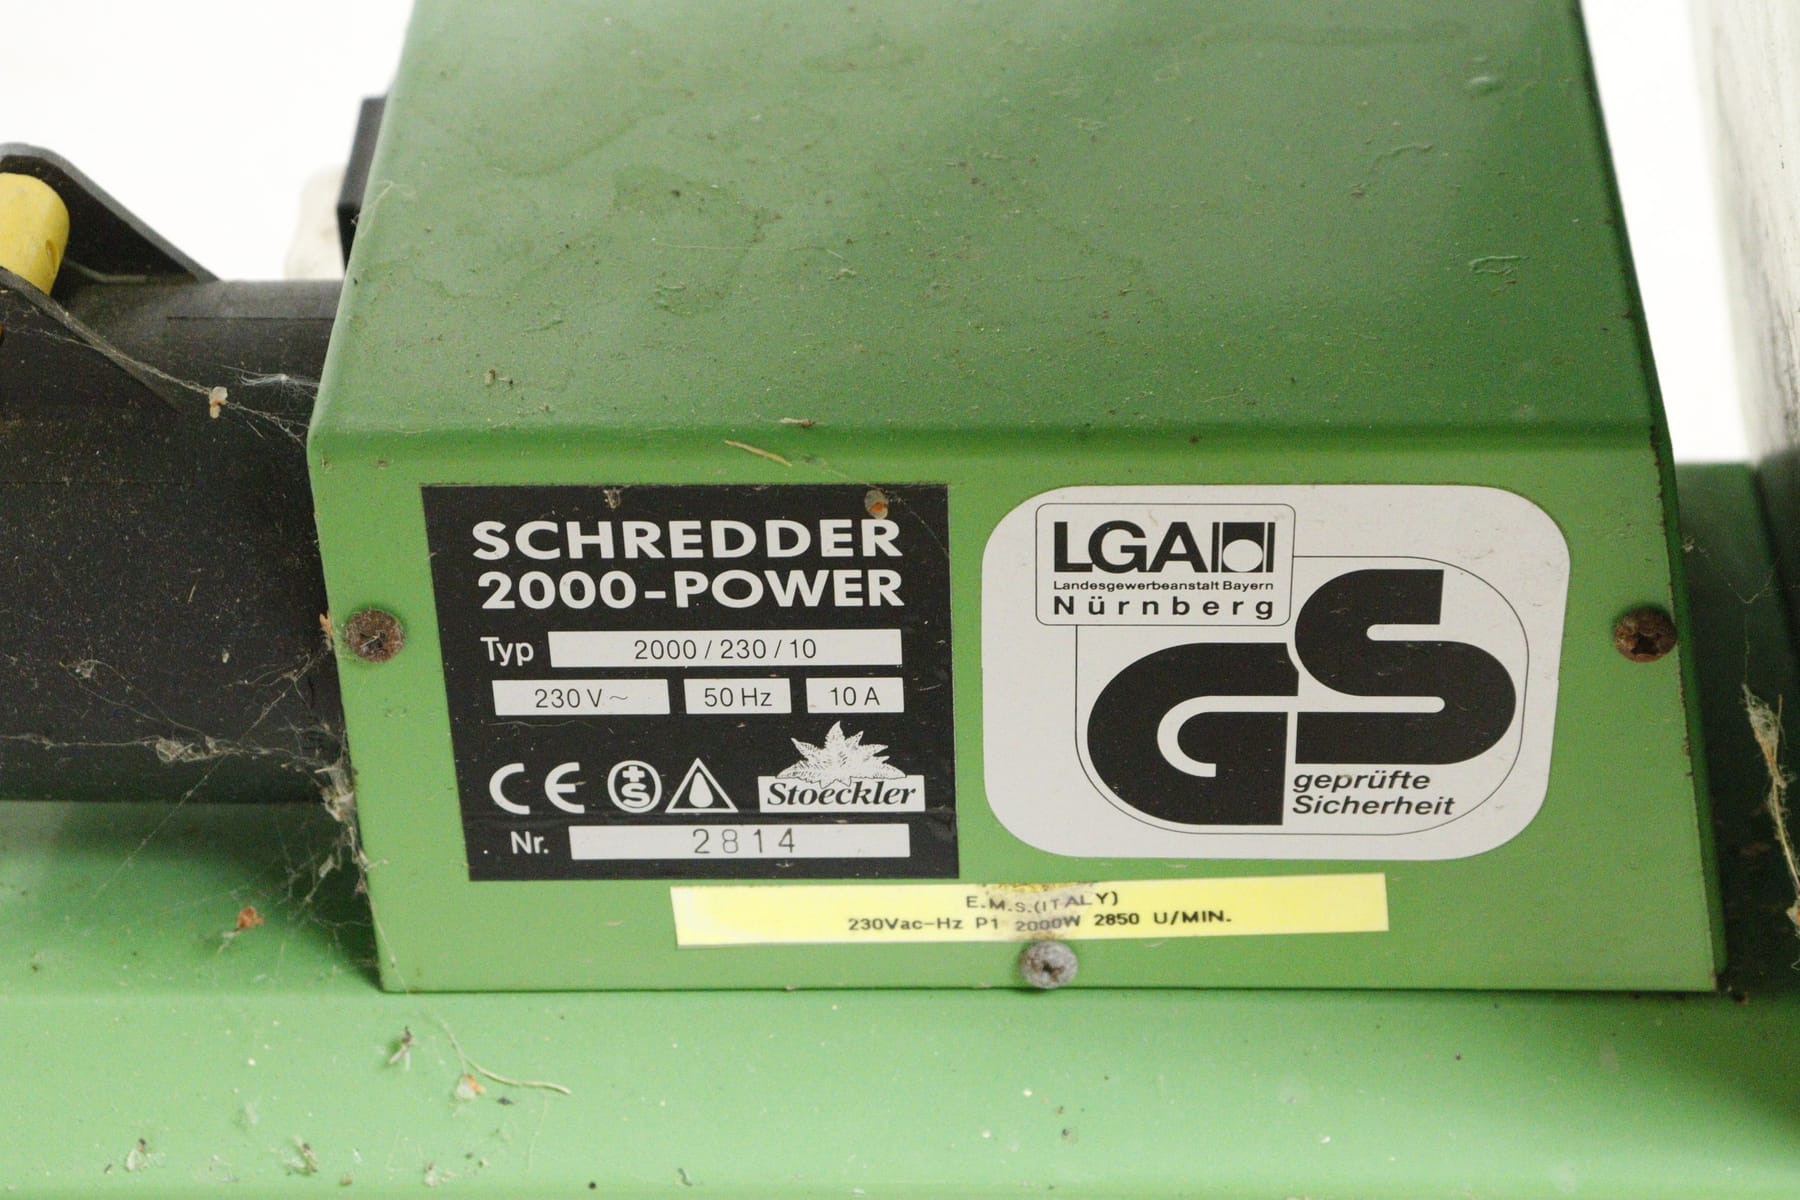 SCHREDDER
2000-POWER
Typ 2000/230/10
230 V~ 50 Hz 10 A
CE +S Stoeckler
Nr. 2814
LGA
Landesgewerbeanstalt Bayern
Nürnberg
GS
geprüfte
Sicherheit
E.M.S.(ITALY)
230Vac-Hz P1 2000W 2850 U/MIN.